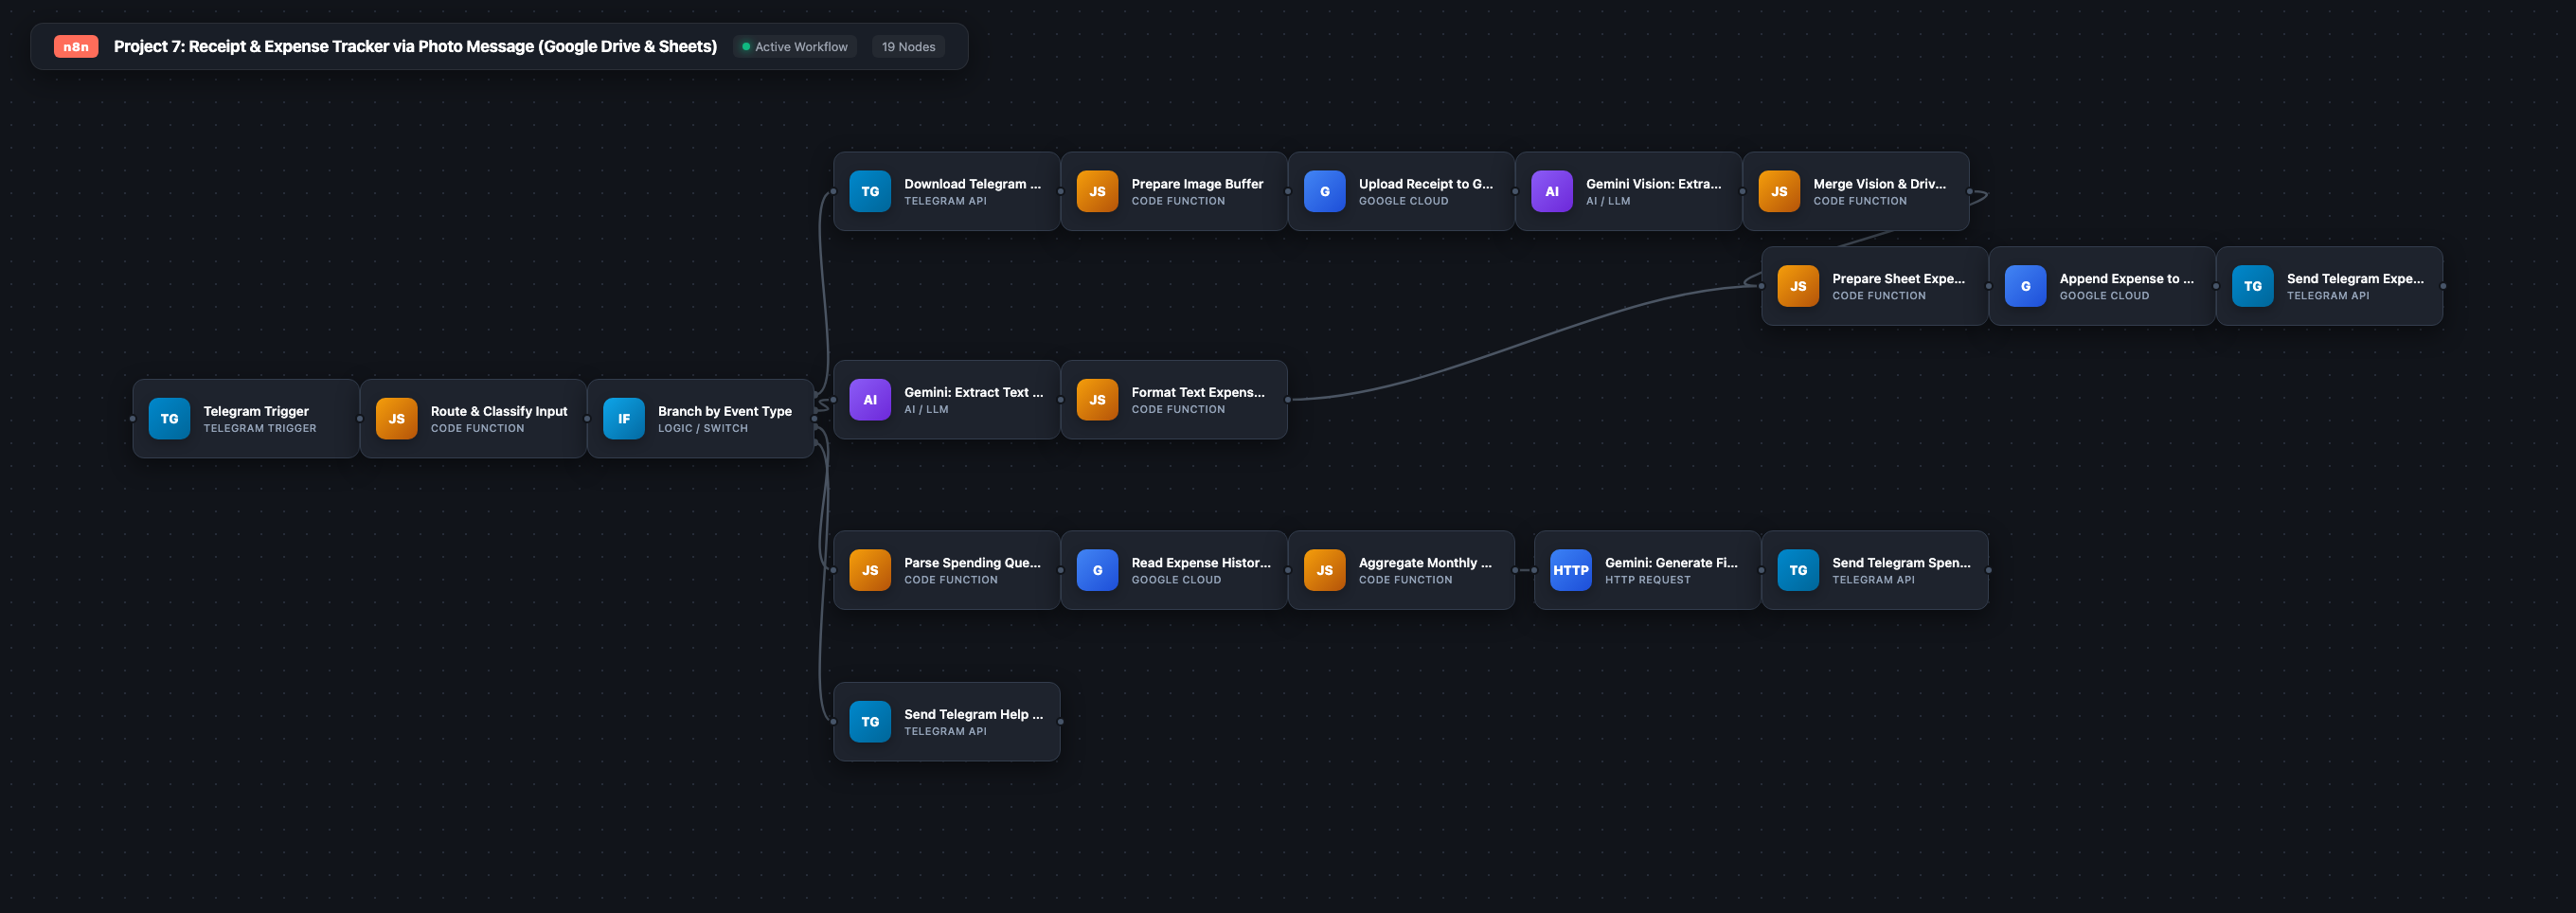 n8n Project 7: Receipt & Expense Tracker via Photo Message (Google Drive & Sheets) Active Workflow 19 Nodes
TG Download Telegram ...
TELEGRAM API
JS Prepare Image Buffer
CODE FUNCTION
G Upload Receipt to G...
GOOGLE CLOUD
AI Gemini Vision: Extra...
AI / LLM
JS Merge Vision & Driv...
CODE FUNCTION
JS Prepare Sheet Expe...
CODE FUNCTION
G Append Expense to ...
GOOGLE CLOUD
TG Send Telegram Expe...
TELEGRAM API
TG Telegram Trigger
TELEGRAM TRIGGER
JS Route & Classify Input
CODE FUNCTION
IF Branch by Event Type
LOGIC / SWITCH
AI Gemini: Extract Text ...
AI / LLM
JS Format Text Expens...
CODE FUNCTION
JS Parse Spending Que...
CODE FUNCTION
G Read Expense Histor...
GOOGLE CLOUD
JS Aggregate Monthly ...
CODE FUNCTION
HTTP Gemini: Generate Fi...
HTTP REQUEST
TG Send Telegram Spen...
TELEGRAM API
TG Send Telegram Help ...
TELEGRAM API